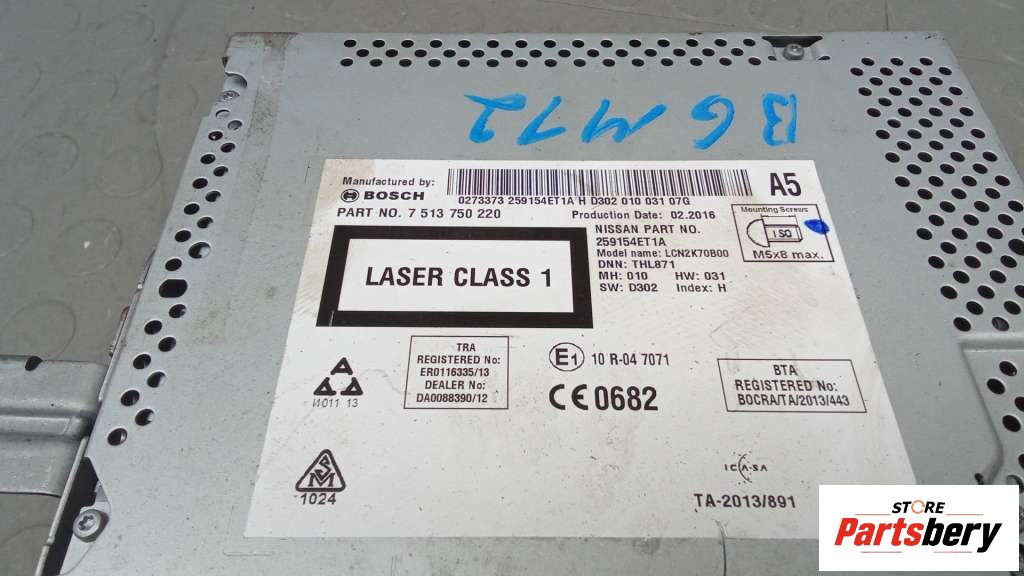 B6 M12
Manufactured by:
BOSCH
0273373 259154ET1A H D302 010 031 07G
A5
PART NO. 7 513 750 220
Production Date: 02.2016
NISSAN PART NO.
259154ET1A
Model name: LCN2K70B00
DNN: THL871
MH: 010 HW: 031
SW: D302 Index: H
Mounting Screws
ISO
M5x8 max.
LASER CLASS 1
TRA
REGISTERED No:
ER0116335/13
DEALER No:
DA0088390/12
E1 10 R-04 7071
CE 0682
BTA
REGISTERED No:
BOCRA/TA/2013/443
1011 13
1024
ICASA
TA-2013/891
STORE
Partsbery